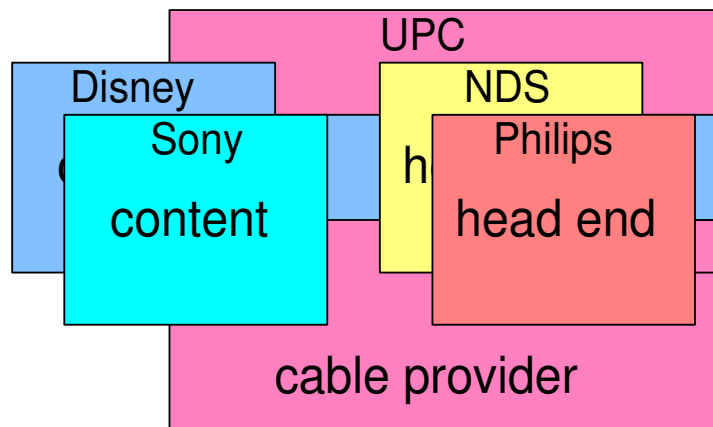 UPC
Disney
NDS
Sony
Philips
content
head end
cable provider